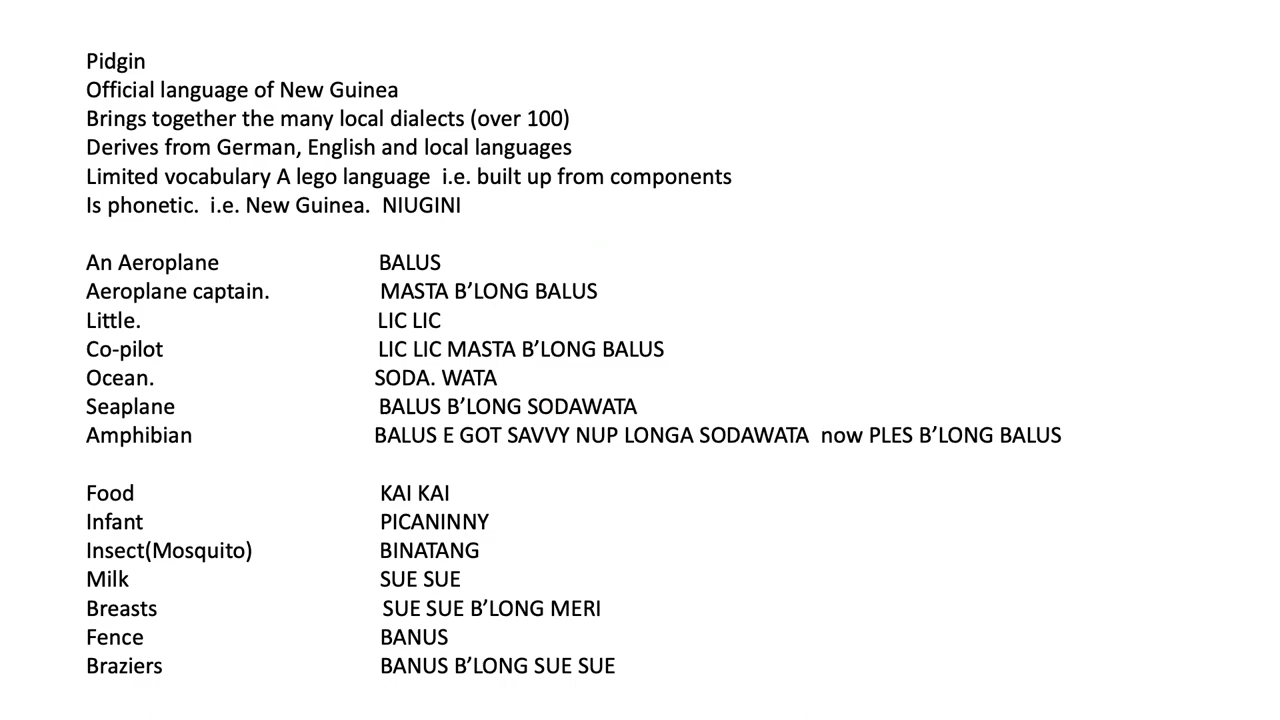 Pidgin
Official language of New Guinea
Brings together the many local dialects (over 100)
Derives from German, English and local languages
Limited vocabulary A lego language i.e. built up from components
Is phonetic. i.e. New Guinea. NIUGINI
An Aeroplane BALUS
Aeroplane captain. MASTA B’LONG BALUS
Little. LIC LIC
Co-pilot LIC LIC MASTA B’LONG BALUS
Ocean. SODA. WATA
Seaplane BALUS B’LONG SODAWATA
Amphibian BALUS E GOT SAVVY NUP LONGA SODAWATA now PLES B’LONG BALUS
Food KAI KAI
Infant PICANINNY
Insect(Mosquito) BINATANG
Milk SUE SUE
Breasts SUE SUE B’LONG MERI
Fence BANUS
Braziers BANUS B’LONG SUE SUE